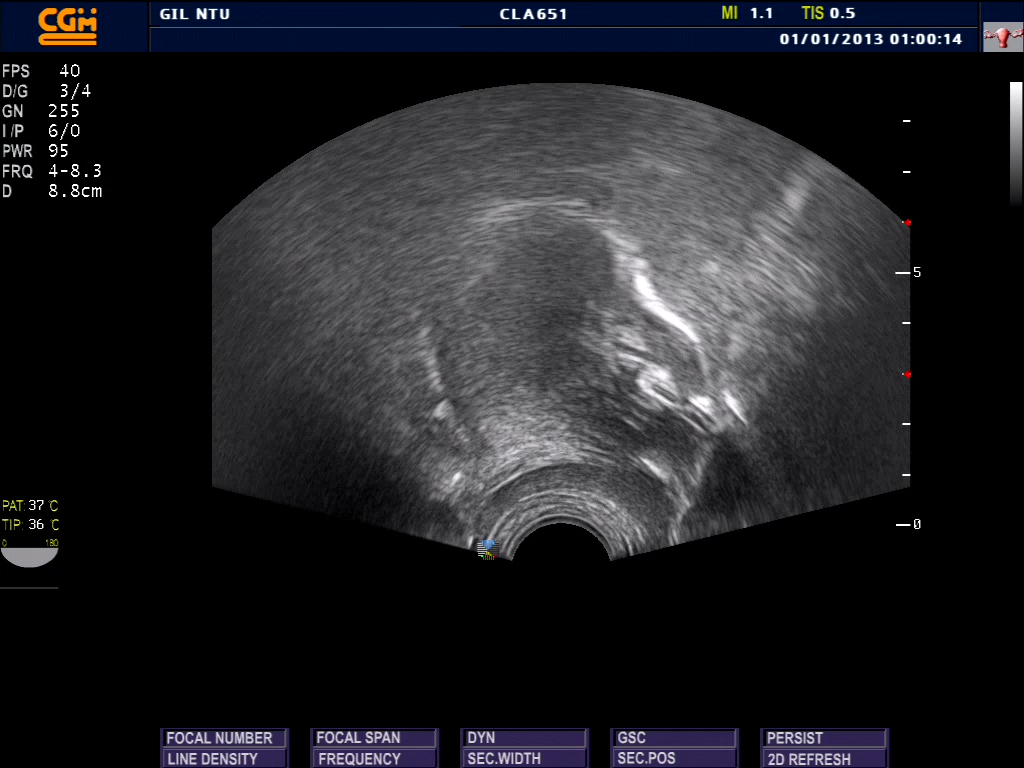 CGM
GIL NTU CLA651 MI 1.1 TIS 0.5
01/01/2013 01:00:14
FPS 40
D/G 3/4
GN 255
I/P 6/0
PWR 95
FRQ 4-8.3
D 8.8cm
5
PAT: 37 °C
TIP: 36 °C
0 180
0
FOCAL NUMBER FOCAL SPAN DYN GSC PERSIST
LINE DENSITY FREQUENCY SEC.WIDTH SEC.POS 2D REFRESH